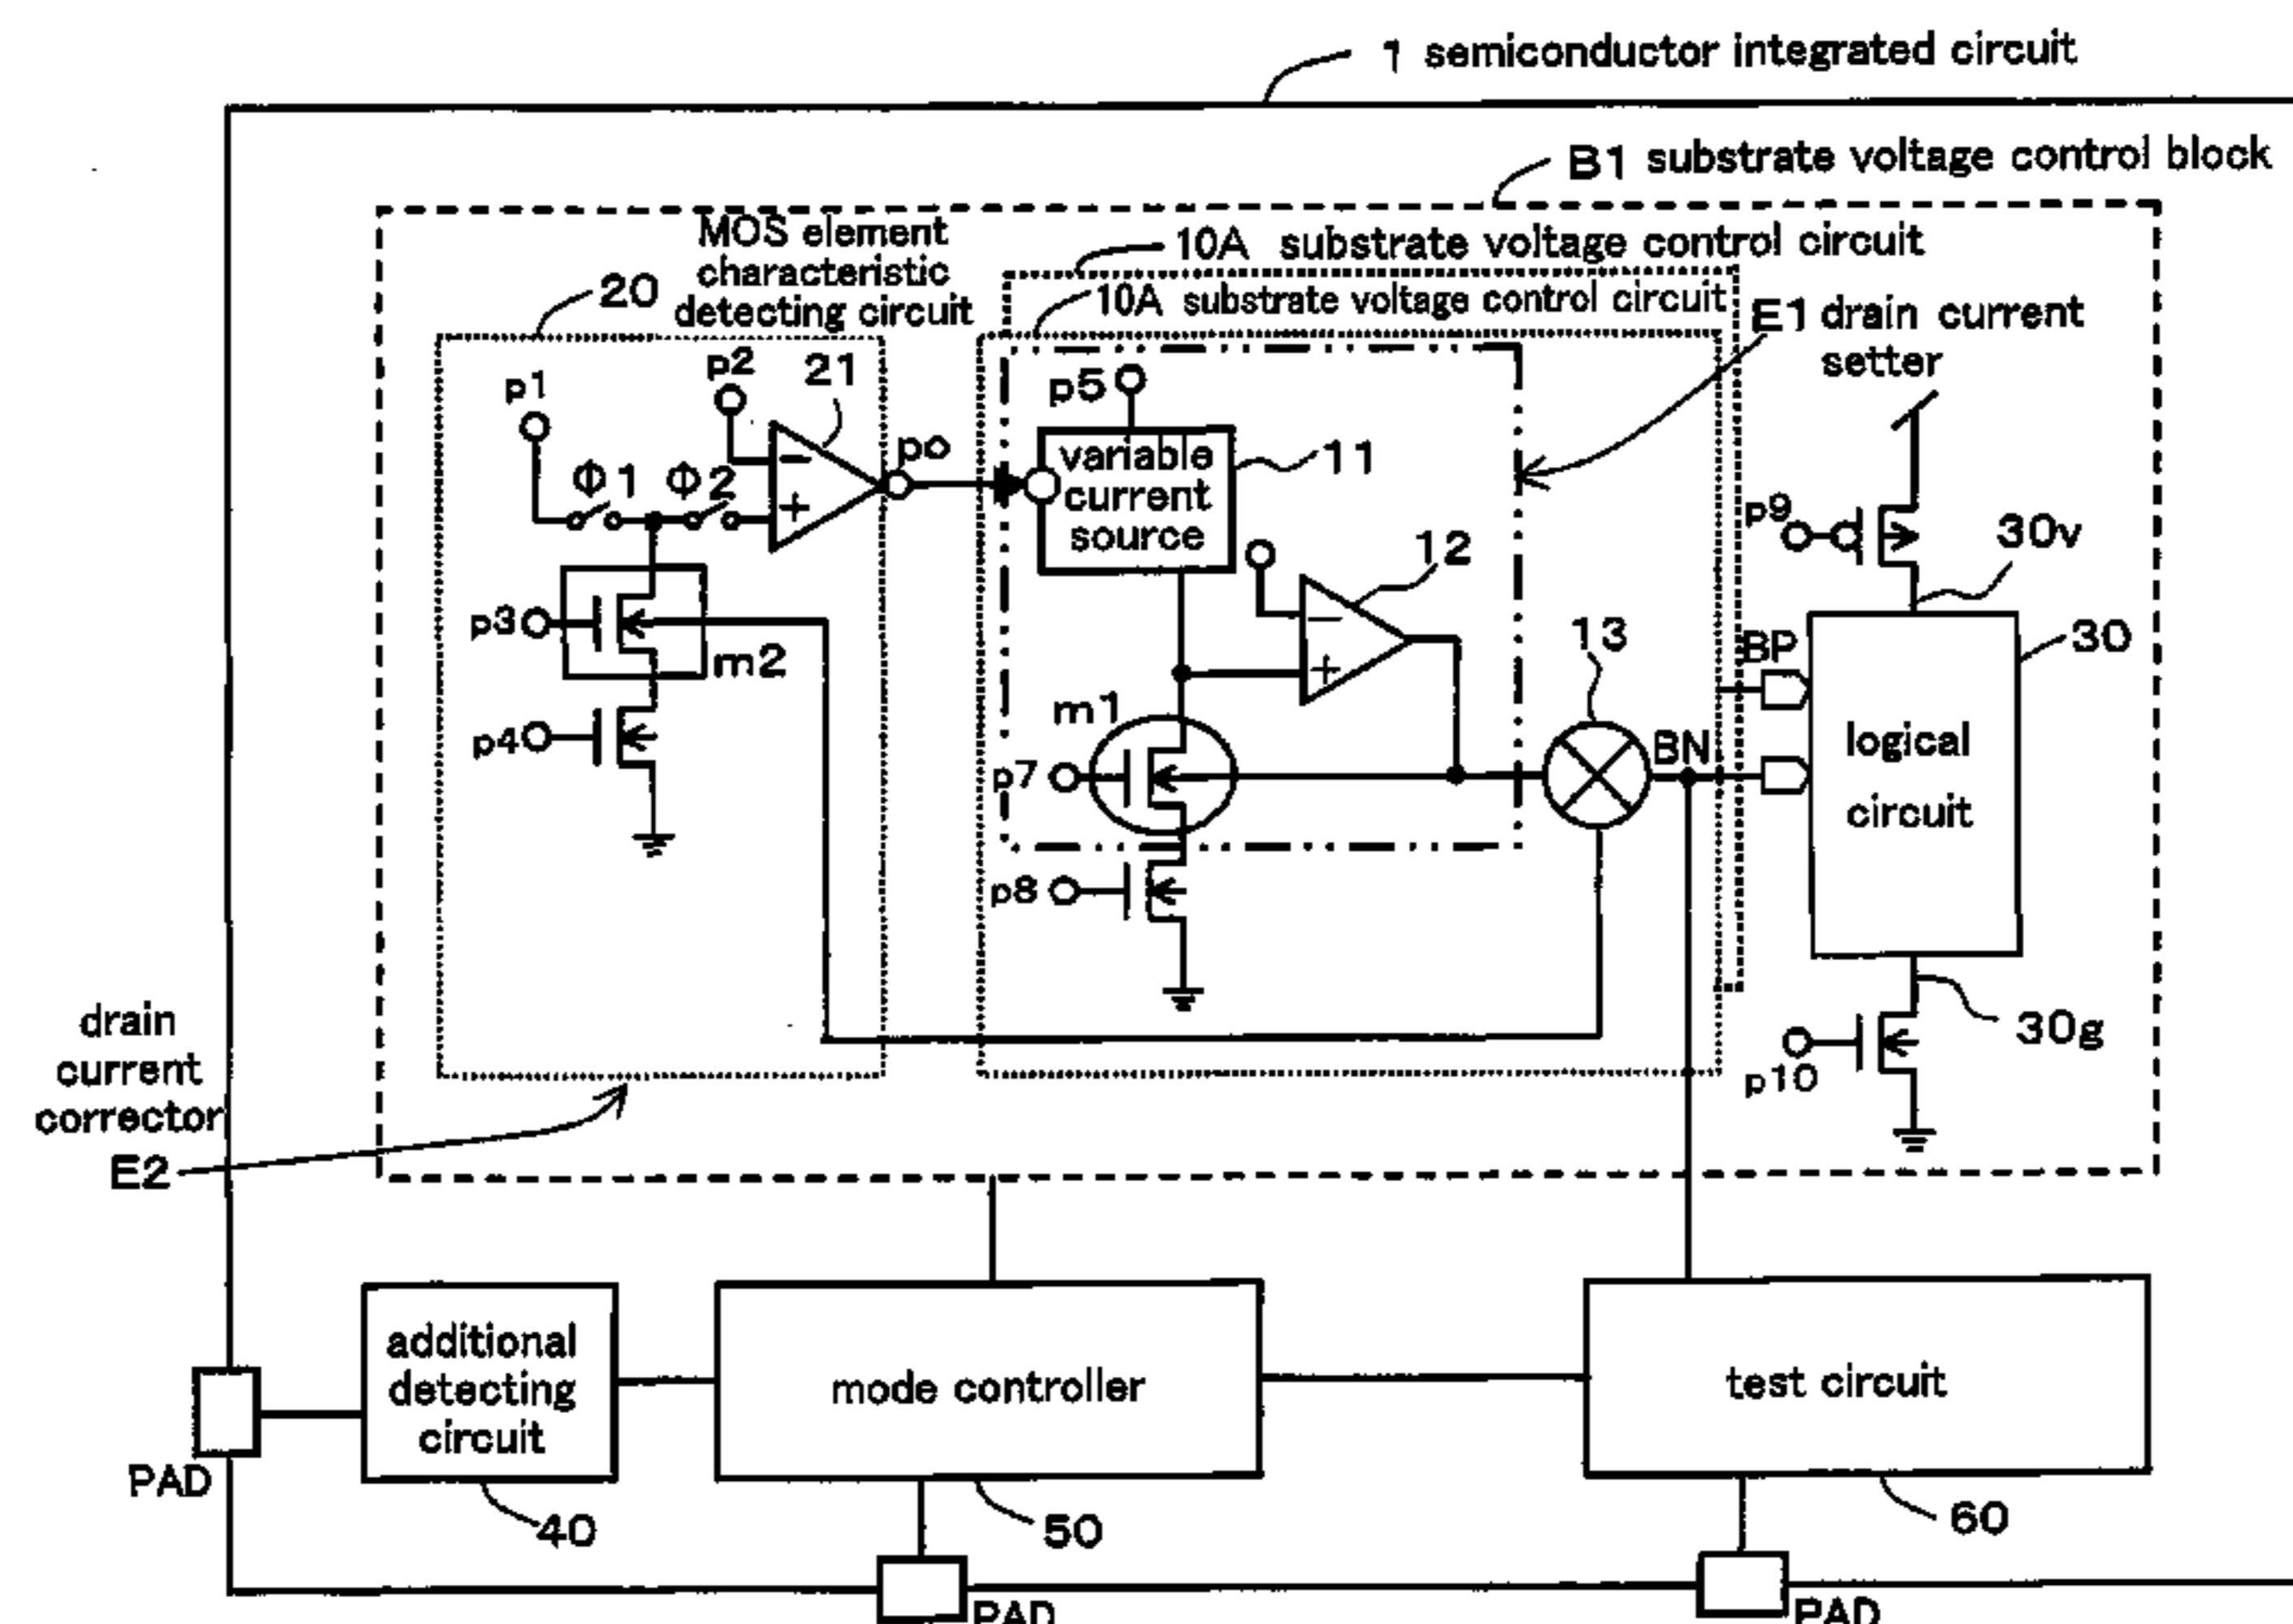 1 semiconductor integrated circuit
B1 substrate voltage control block
MOS element
characteristic
detecting circuit
10A substrate voltage control circuit
20
10A substrate voltage control circuit
E1 drain current
setter
p1
p2
21
p5
po
Φ1
Φ2
−
+
variable
current
source
11
p9
30v
12
p3
m2
−
+
13
BP
30
p4
m1
BN
logical
circuit
p7
p8
drain
current
corrector
E2
30g
p10
additional
detecting
circuit
mode controller
test circuit
PAD
40
50
60
PAD
PAD